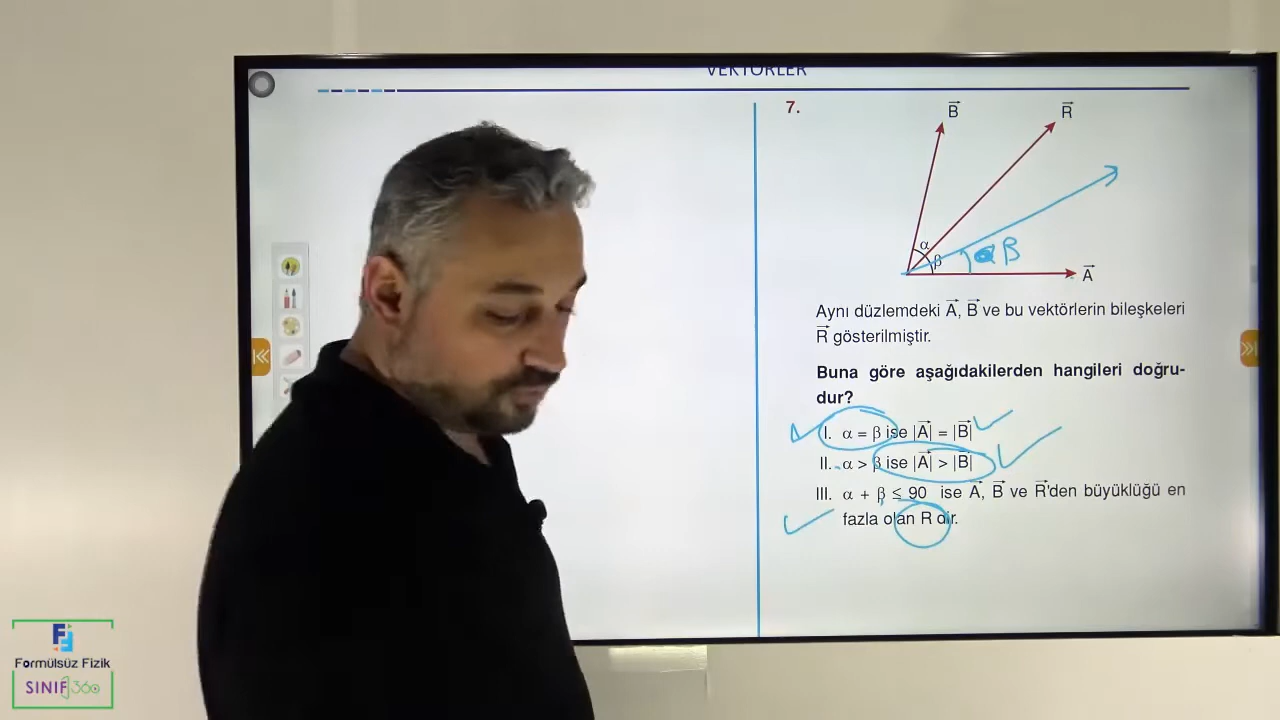 VEKTÖRLER
7.
B
R
α
β
β
A
Aynı düzlemdeki A, B ve bu vektörlerin bileşkeleri
R gösterilmiştir.
Buna göre aşağıdakilerden hangileri doğru-
dur?
I. α = β ise |A| = |B|
II. α > β ise |A| > |B|
III. α + β ≤ 90 ise A, B ve R'den büyüklüğü en
fazla olan R dir.
Formülsüz Fizik
SINIF 360